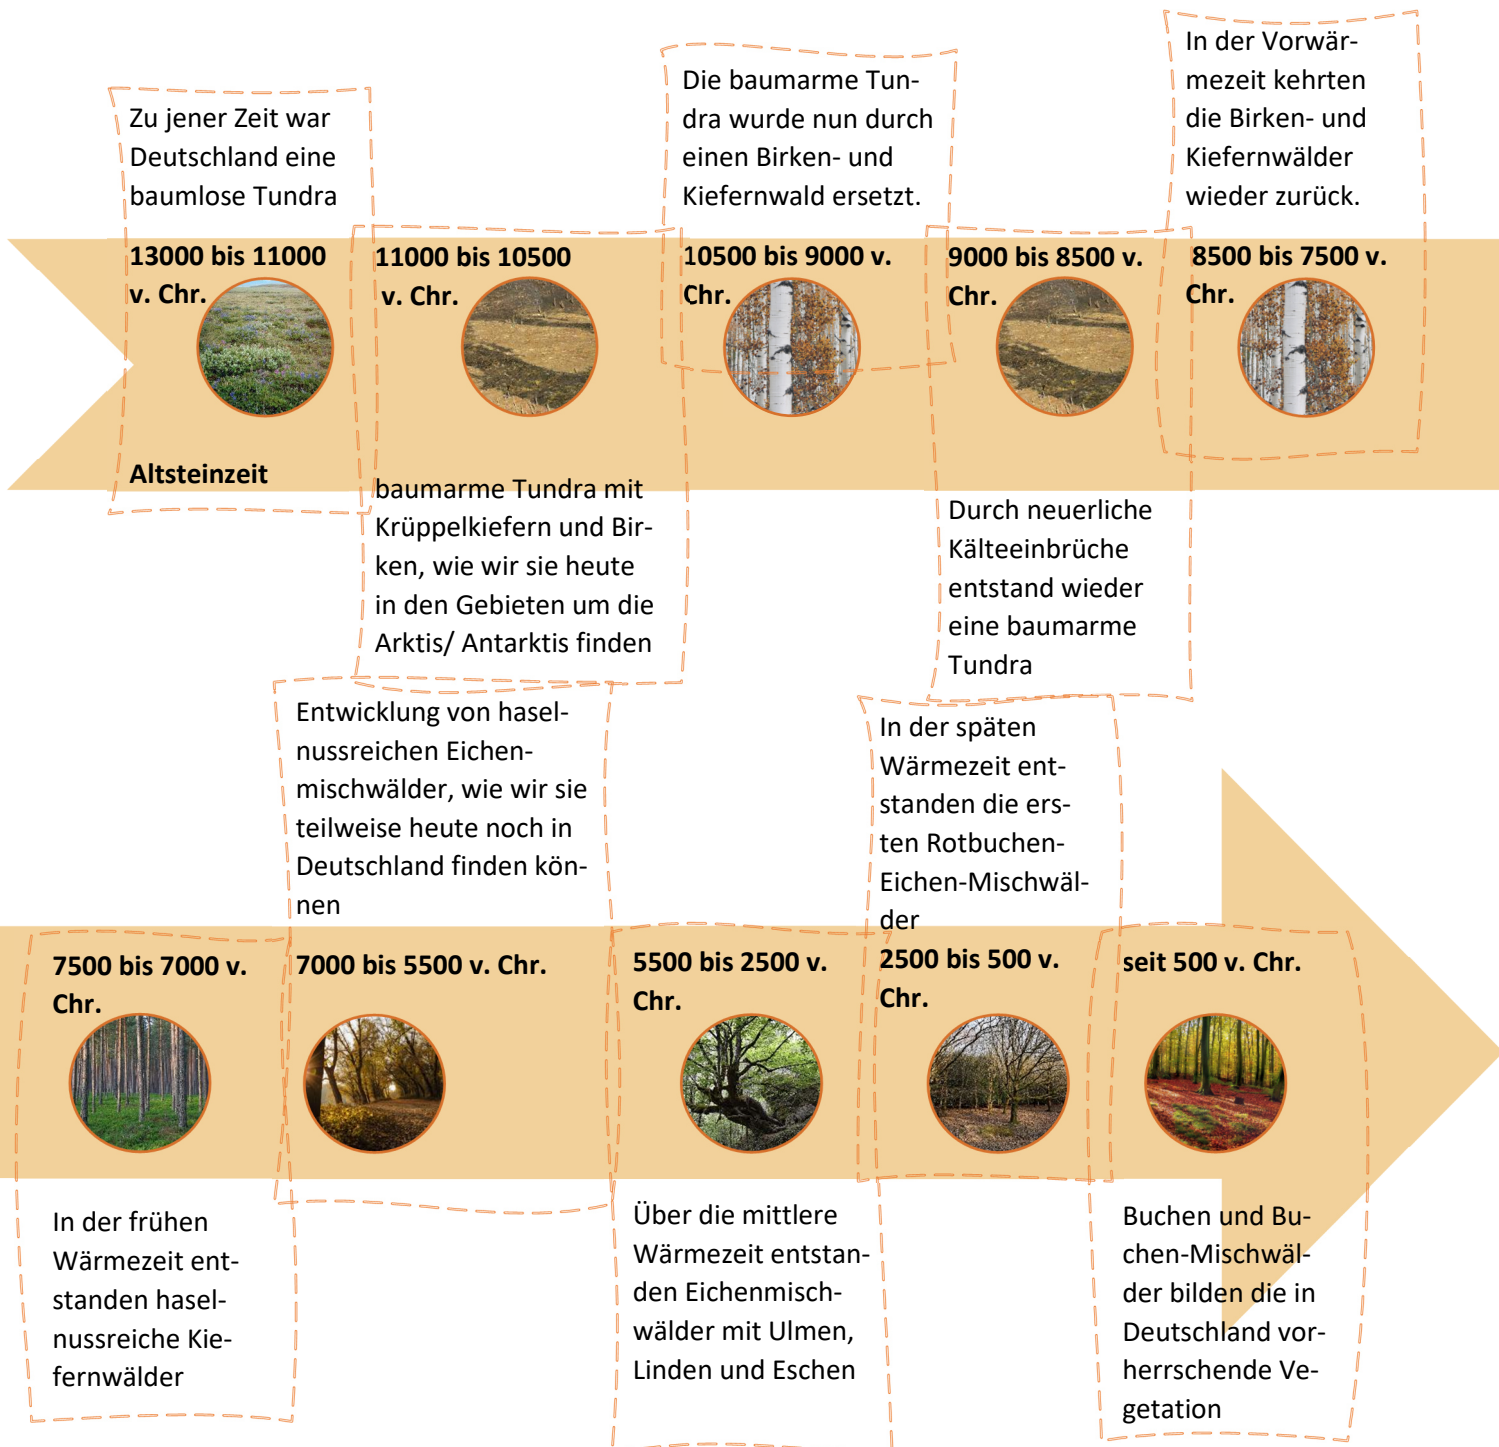 Zu jener Zeit war
Deutschland eine
baumlose Tundra
13000 bis 11000
v. Chr.
Altsteinzeit
11000 bis 10500
v. Chr.
baumarme Tundra mit
Krüppelkiefern und Bir-
ken, wie wir sie heute
in den Gebieten um die
Arktis/ Antarktis finden
Die baumarme Tun-
dra wurde nun durch
einen Birken- und
Kiefernwald ersetzt.
10500 bis 9000 v.
Chr.
9000 bis 8500 v.
Chr.
Durch neuerliche
Kälteeinbrüche
entstand wieder
eine baumarme
Tundra
In der Vorwär-
mezeit kehrten
die Birken- und
Kiefernwälder
wieder zurück.
8500 bis 7500 v.
Chr.
7500 bis 7000 v.
Chr.
In der frühen
Wärmezeit ent-
standen hasel-
nussreiche Kie-
fernwälder
Entwicklung von hasel-
nussreichen Eichen-
mischwälder, wie wir sie
teilweise heute noch in
Deutschland finden kön-
nen
7000 bis 5500 v. Chr.
5500 bis 2500 v.
Chr.
Über die mittlere
Wärmezeit entstan-
den Eichenmisch-
wälder mit Ulmen,
Linden und Eschen
In der späten
Wärmezeit ent-
standen die ers-
ten Rotbuchen-
Eichen-Mischwäl-
der
2500 bis 500 v.
Chr.
seit 500 v. Chr.
Buchen und Bu-
chen-Mischwäl-
der bilden die in
Deutschland vor-
herrschende Ve-
getation